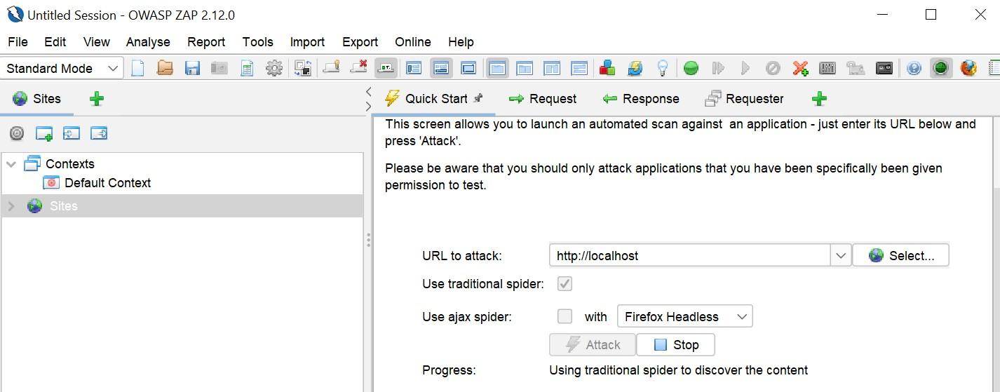 Untitled Session - OWASP ZAP 2.12.0
File Edit View Analyse Report Tools Import Export Online Help
Standard Mode
Sites
Quick Start Request Response Requester
Contexts
Default Context
Sites
This screen allows you to launch an automated scan against  an application - just enter its URL below and
press 'Attack'.
Please be aware that you should only attack applications that you have been specifically been given
permission to test.
URL to attack: http://localhost Select...
Use traditional spider:
Use ajax spider: with Firefox Headless
Attack Stop
Progress: Using traditional spider to discover the content